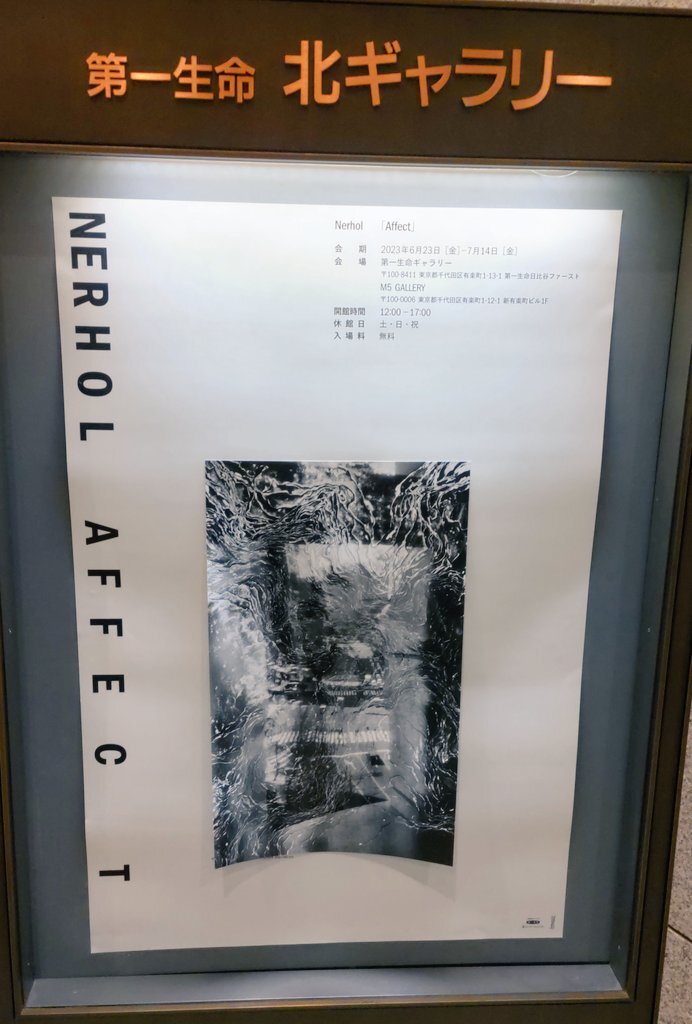 第一生命 北ギャラリー
NERHOL AFFECT
Nerhol 「Affect」
会 期 2023年6月23日［金］－7月14日［金］
会 場 第一生命ギャラリー
〒100-8411 東京都千代田区有楽町1-13-1 第一生命日比谷ファースト
M5 GALLERY
〒100-0006 東京都千代田区有楽町1-12-1 新有楽町ビル1F
開館時間 12:00－17:00
休 館 日 土・日・祝
入 場 料 無料